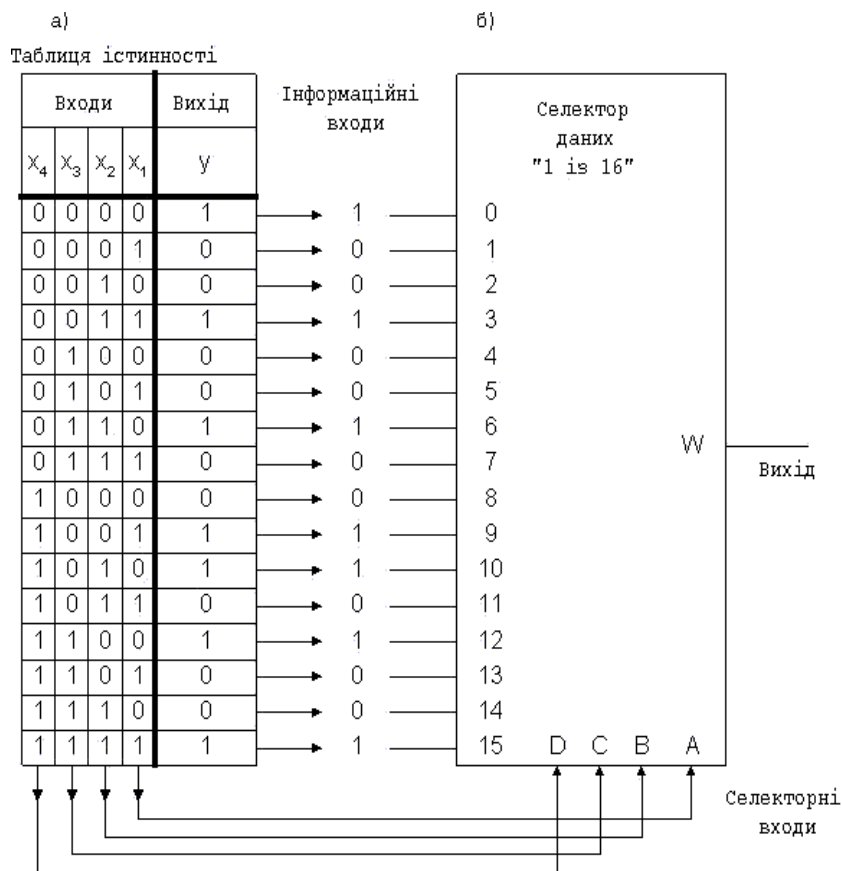 а) б)
Таблиця істинності
Входи Вихід Інформаційні входи Селектор даних "1 із 16"
X4 X3 X2 X1 y
0 0 0 0 1 1 0
0 0 0 1 0 0 1
0 0 1 0 0 0 2
0 0 1 1 1 1 3
0 1 0 0 0 0 4
0 1 0 1 0 0 5
0 1 1 0 1 1 6
W
0 1 1 1 0 0 7
Вихід
1 0 0 0 0 0 8
1 0 0 1 1 1 9
1 0 1 0 1 1 10
1 0 1 1 0 0 11
1 1 0 0 1 1 12
1 1 0 1 0 0 13
1 1 1 0 0 0 14
1 1 1 1 1 1 15 D C B A
Селекторні
входи